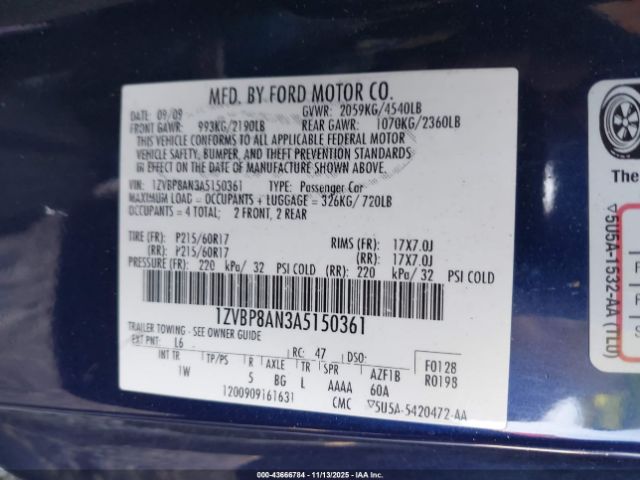 MFD. BY FORD MOTOR CO.
DATE: 09/09 GVWR: 2059KG/4540LB
FRONT GAWR: 993KG/2190LB REAR GAWR: 1070KG/2360LB
THIS VEHICLE CONFORMS TO ALL APPLICABLE FEDERAL MOTOR
VEHICLE SAFETY, BUMPER, AND THEFT PREVENTION STANDARDS
IN EFFECT ON THE DATE OF MANUFACTURE SHOWN ABOVE.
VIN: 1ZVBP8AN3A5150361 TYPE: Passenger Car
MAXIMUM LOAD = OCCUPANTS + LUGGAGE = 326KG/720LB
OCCUPANTS = 4 TOTAL; 2 FRONT, 2 REAR
TIRE (FR): P215/60R17 RIMS (FR): 17X7.0J
(RR): P215/60R17 (RR): 17X7.0J
PRESSURE (FR): 220 kPa/ 32 PSI COLD (RR): 220 kPa/ 32 PSI COLD
1ZVBP8AN3A5150361
TRAILER TOWING - SEE OWNER GUIDE
EXT PNT: L6 RC: 47 DSO: F0128
INT TR TP/PS R AXLE TR SPR AZF1B R0198
1W 5 BG L AAAA 60A
1200909161631 CMC 5U5A-5420472-AA
The
5U5A-1532-AA (TLO)
© IAA 43666784 - 11/13/2025 - IAAI.com